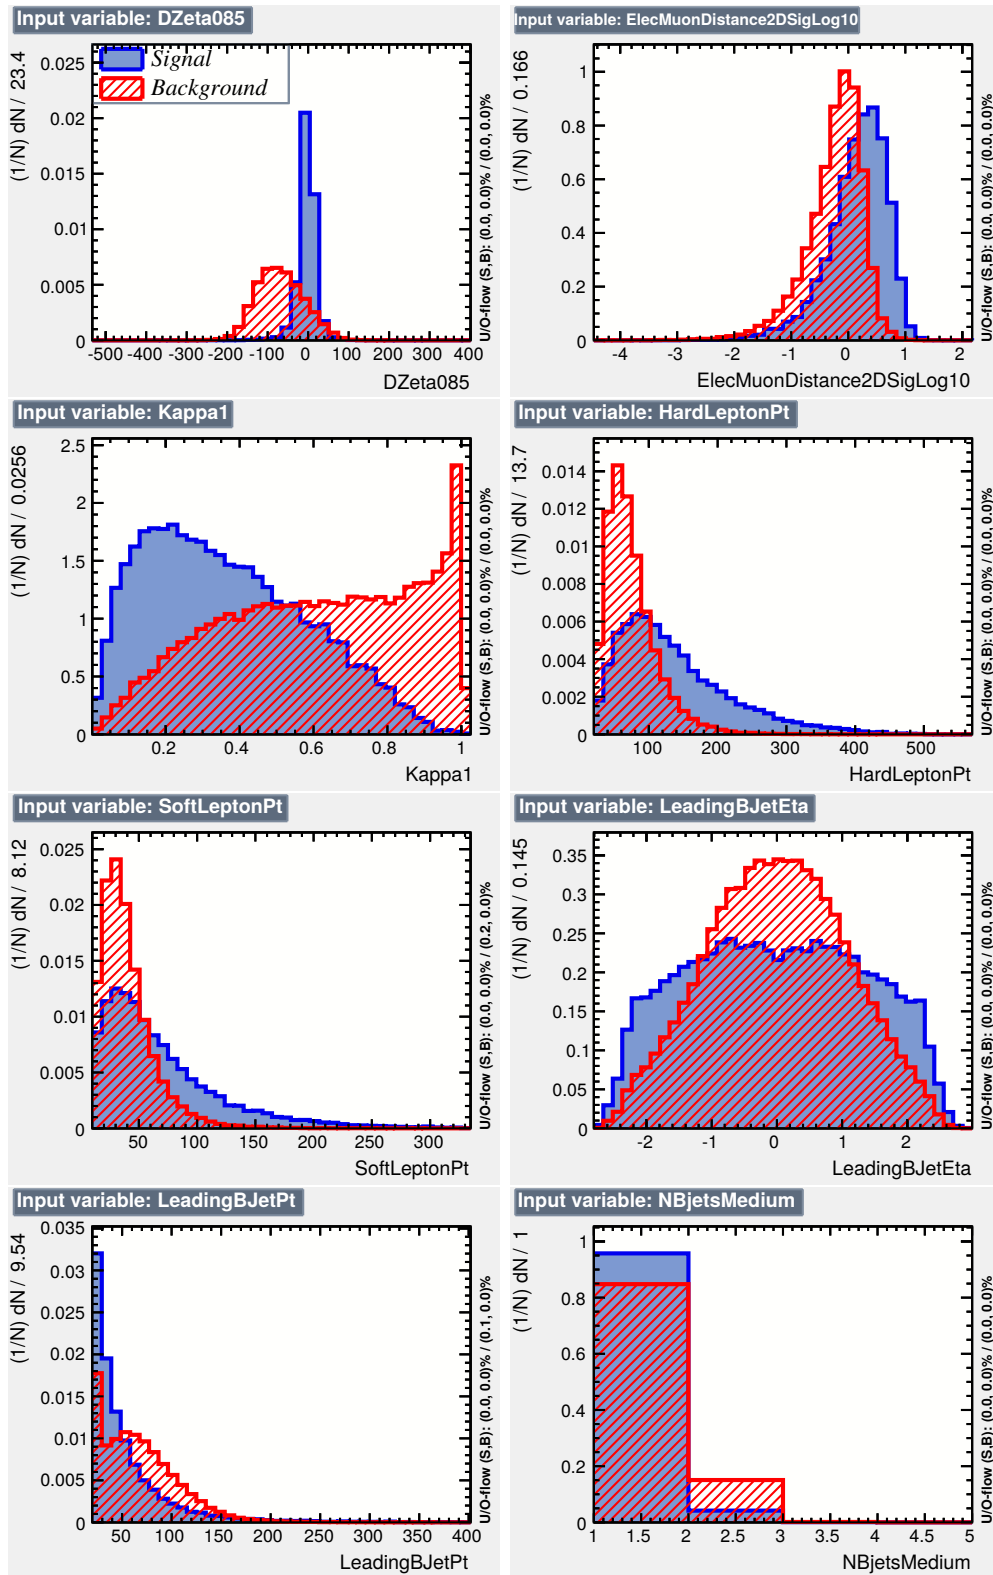 Input variable: DZeta085
(1/N) dN / 23.4
0.025
0.02
0.015
0.01
0.005
0
Signal
Background
-500 -400 -300 -200 -100 0 100 200 300 400
DZeta085
U/O-flow (S,B): (0.0, 0.0)% / (0.0, 0.0)%
Input variable: ElecMuonDistance2DSigLog10
(1/N) dN / 0.166
1
0.8
0.6
0.4
0.2
0
-4 -3 -2 -1 0 1 2
ElecMuonDistance2DSigLog10
U/O-flow (S,B): (0.0, 0.0)% / (0.0, 0.0)%
Input variable: Kappa1
(1/N) dN / 0.0256
2.5
2
1.5
1
0.5
0
0.2 0.4 0.6 0.8 1
Kappa1
U/O-flow (S,B): (0.0, 0.0)% / (0.0, 0.0)%
Input variable: HardLeptonPt
(1/N) dN / 13.7
0.014
0.012
0.01
0.008
0.006
0.004
0.002
0
100 200 300 400 500
HardLeptonPt
U/O-flow (S,B): (0.0, 0.0)% / (0.0, 0.0)%
Input variable: SoftLeptonPt
(1/N) dN / 8.12
0.025
0.02
0.015
0.01
0.005
0
50 100 150 200 250 300
SoftLeptonPt
U/O-flow (S,B): (0.0, 0.0)% / (0.2, 0.0)%
Input variable: LeadingBJetEta
(1/N) dN / 0.145
0.35
0.3
0.25
0.2
0.15
0.1
0.05
0
-2 -1 0 1 2
LeadingBJetEta
U/O-flow (S,B): (0.0, 0.0)% / (0.0, 0.0)%
Input variable: LeadingBJetPt
(1/N) dN / 9.54
0.035
0.03
0.025
0.02
0.015
0.01
0.005
0
50 100 150 200 250 300 350 400
LeadingBJetPt
U/O-flow (S,B): (0.0, 0.0)% / (0.1, 0.0)%
Input variable: NBjetsMedium
(1/N) dN / 1
1
0.8
0.6
0.4
0.2
0
1 1.5 2 2.5 3 3.5 4 4.5 5
NBjetsMedium
U/O-flow (S,B): (0.0, 0.0)% / (0.0, 0.0)%